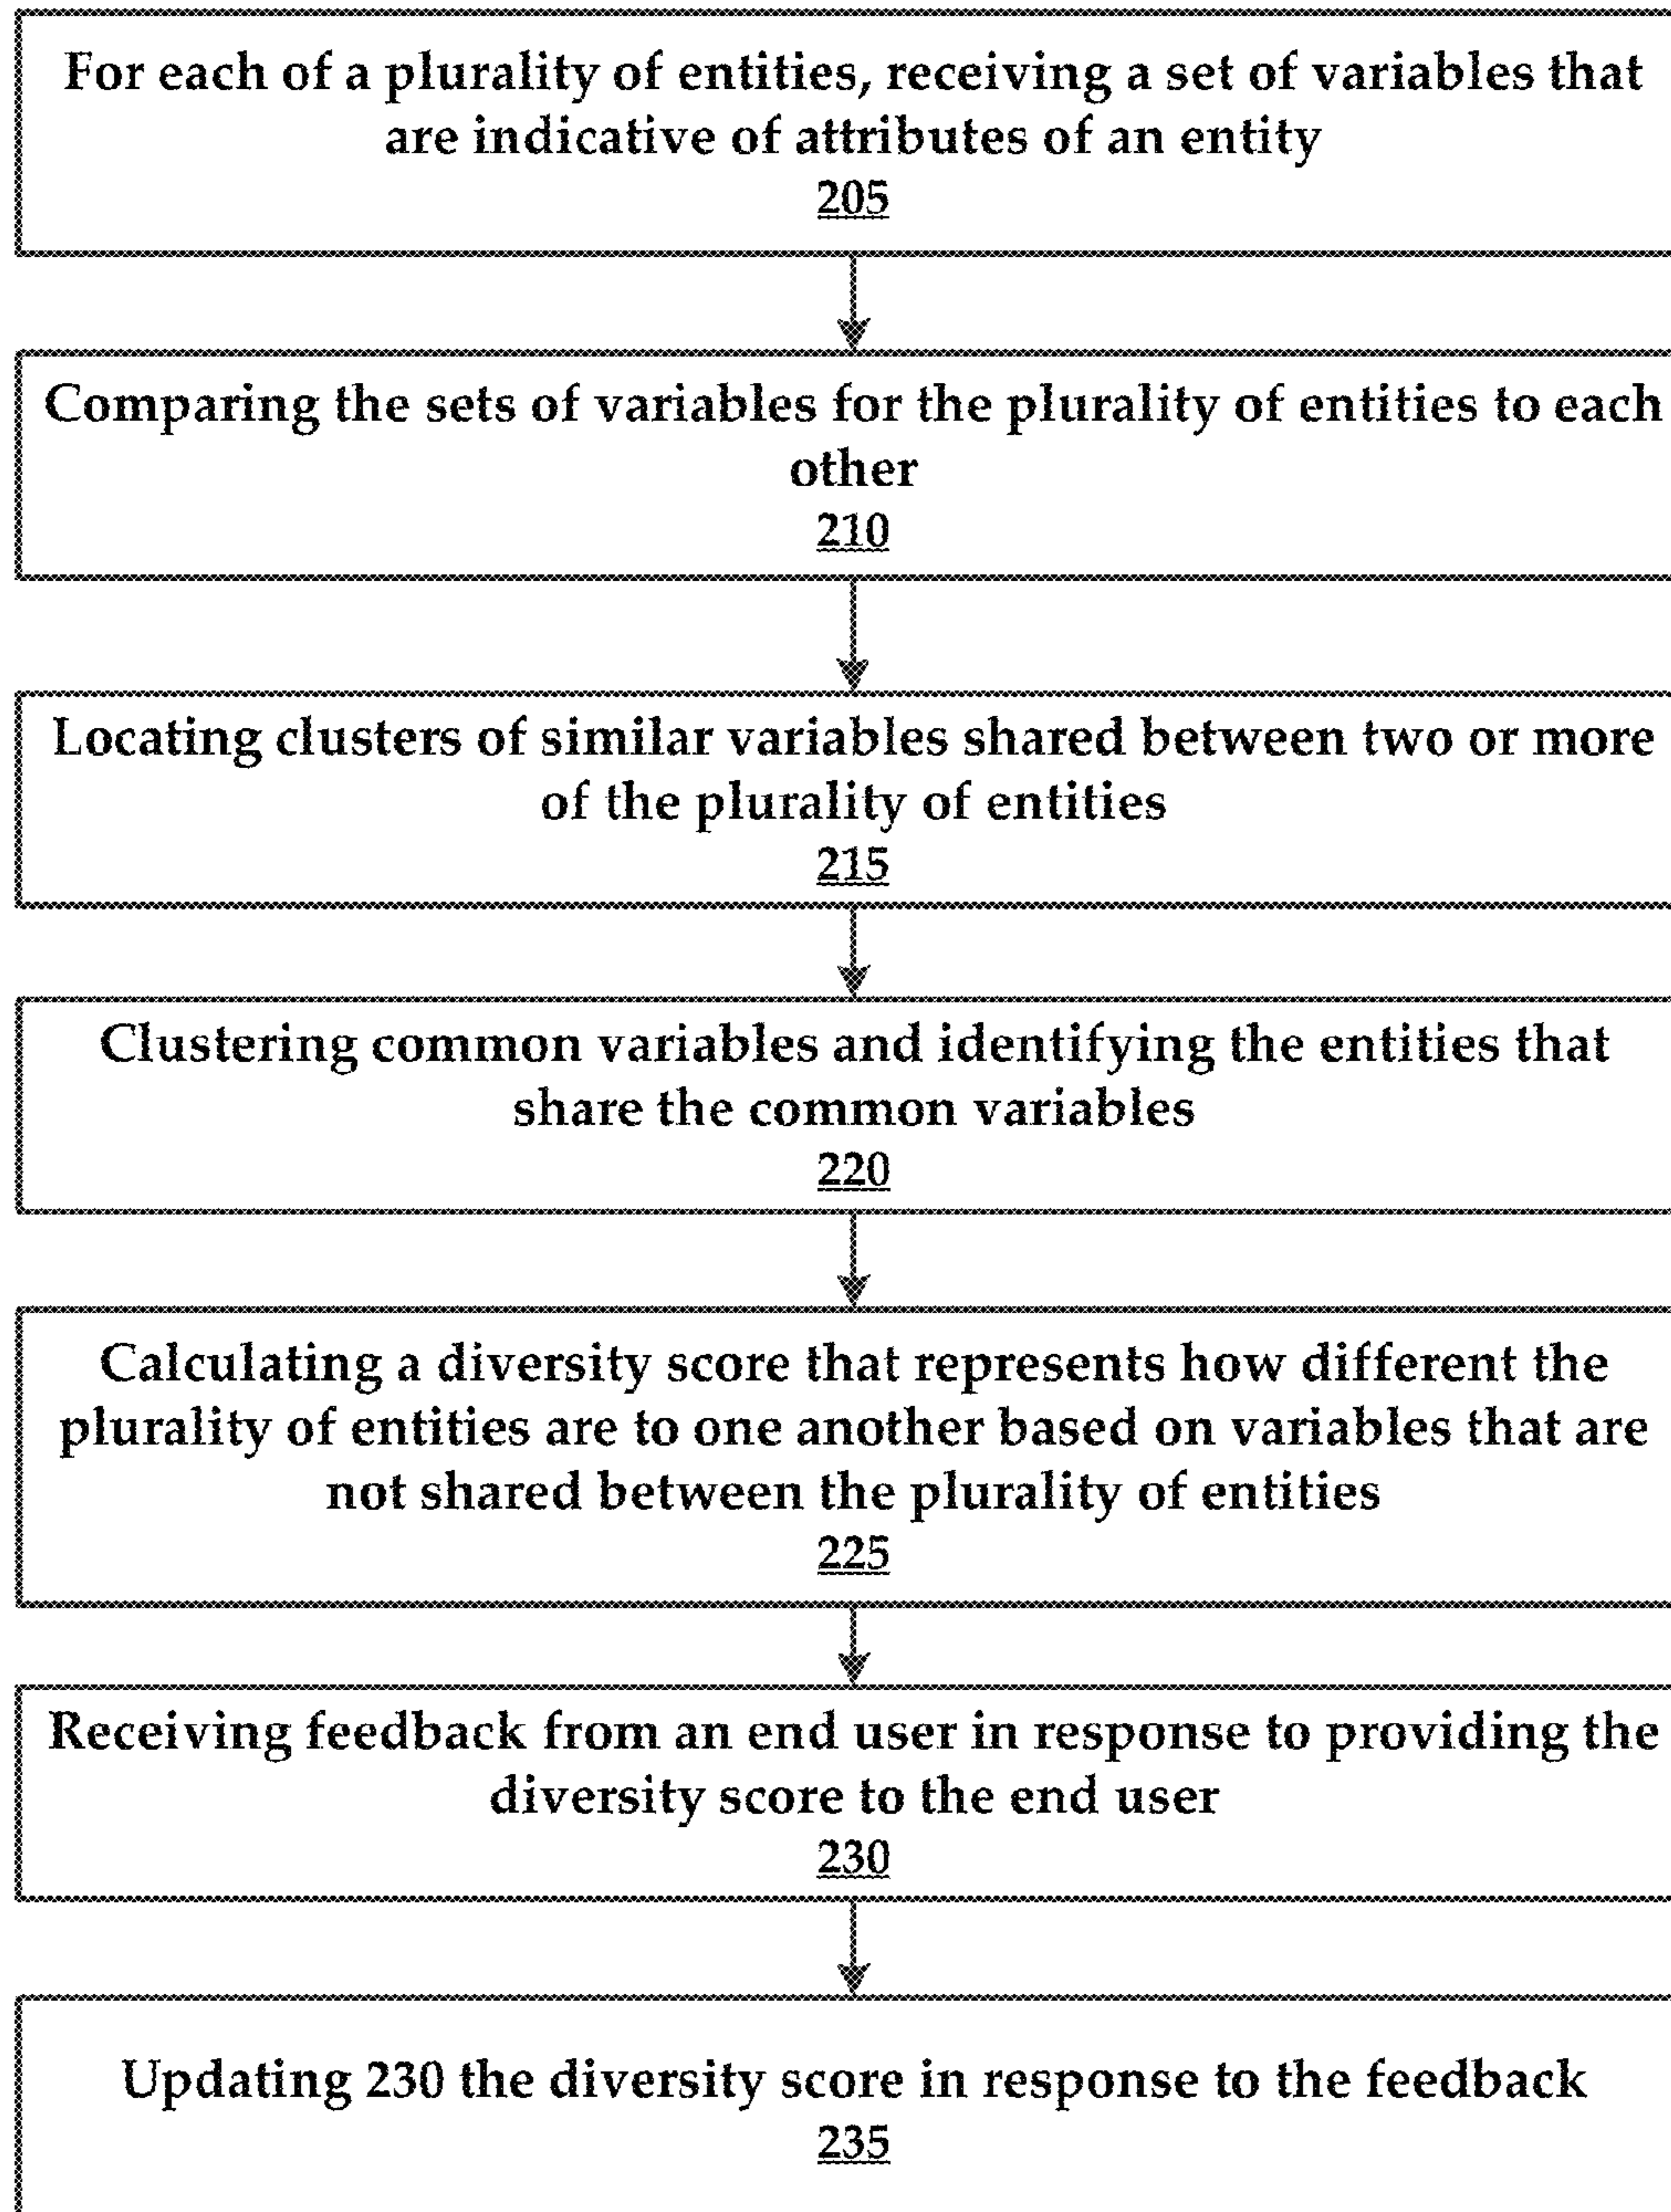 For each of a plurality of entities, receiving a set of variables that
are indicative of attributes of an entity
205
Comparing the sets of variables for the plurality of entities to each
other
210
Locating clusters of similar variables shared between two or more
of the plurality of entities
215
Clustering common variables and identifying the entities that
share the common variables
220
Calculating a diversity score that represents how different the
plurality of entities are to one another based on variables that are
not shared between the plurality of entities
225
Receiving feedback from an end user in response to providing the
diversity score to the end user
230
Updating 230 the diversity score in response to the feedback
235